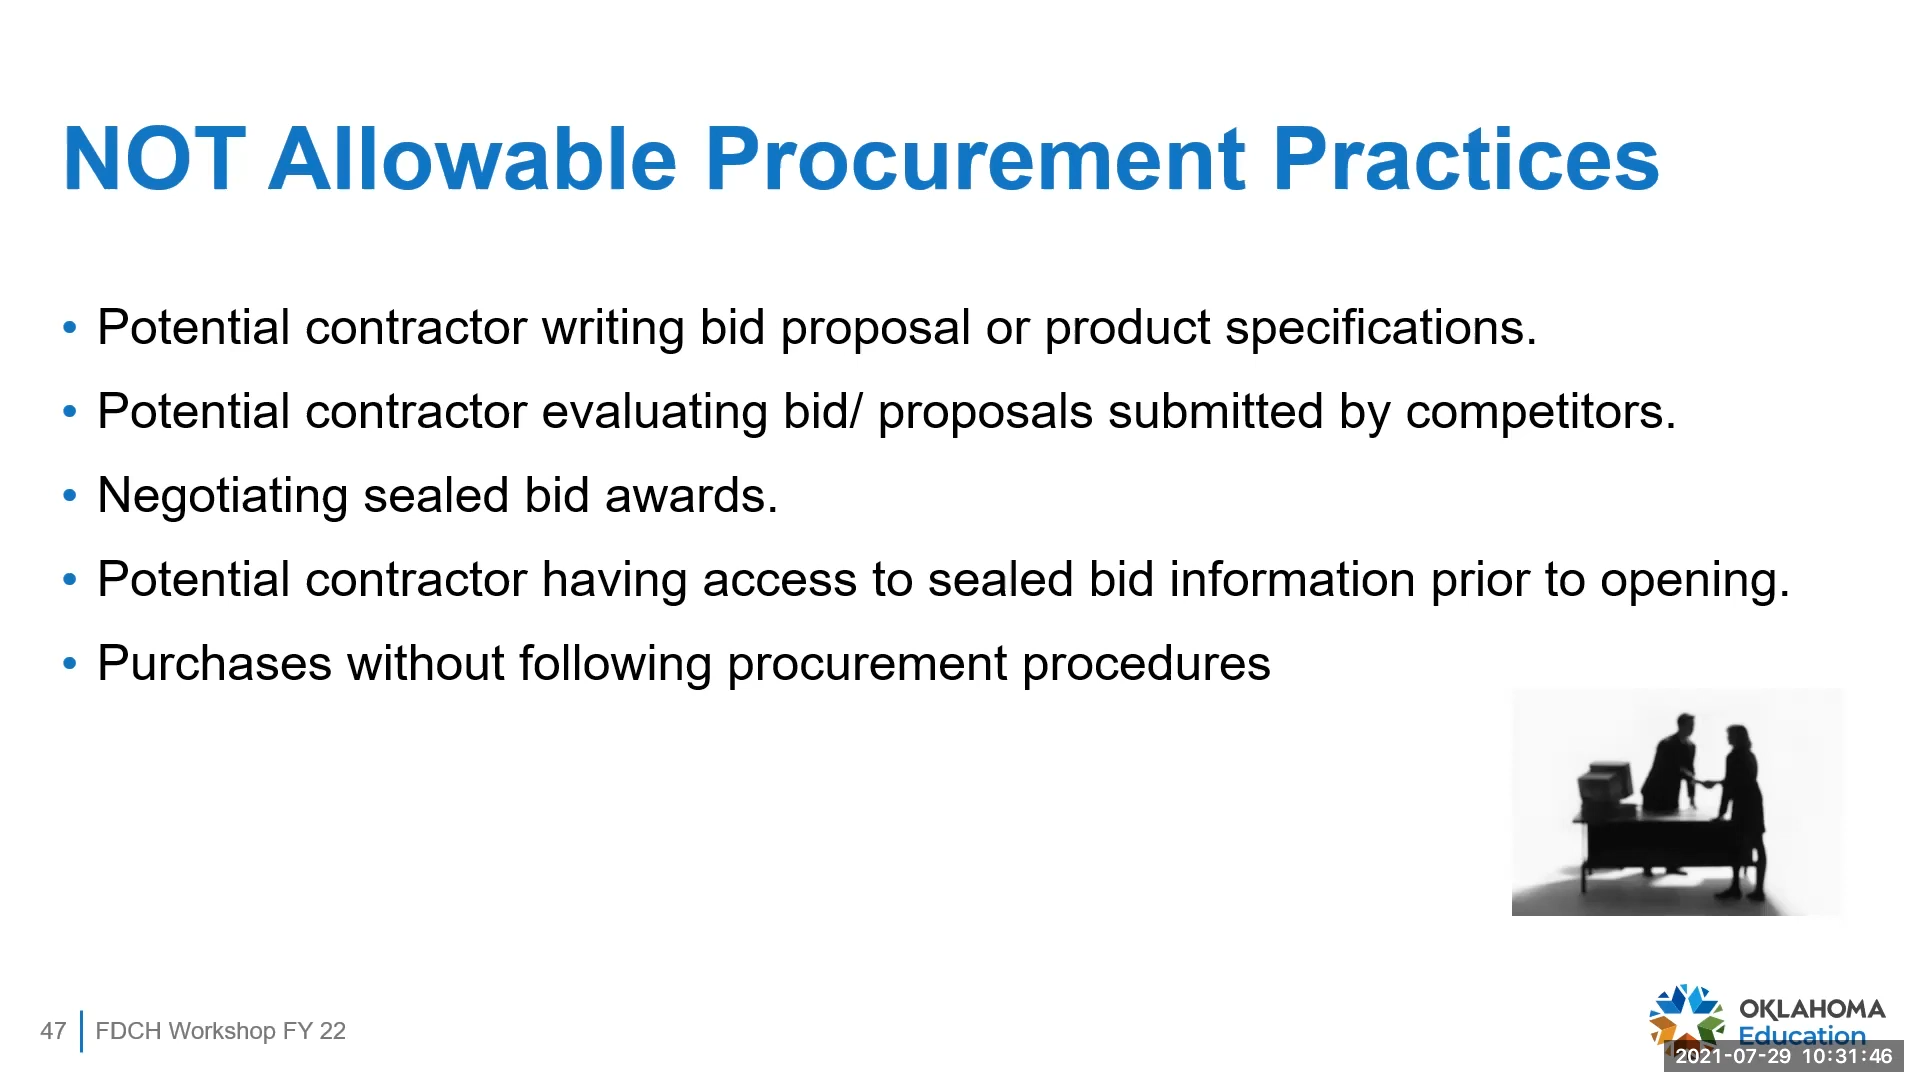 NOT Allowable Procurement Practices
• Potential contractor writing bid proposal or product specifications.
• Potential contractor evaluating bid/ proposals submitted by competitors.
• Negotiating sealed bid awards.
• Potential contractor having access to sealed bid information prior to opening.
• Purchases without following procurement procedures
47 FDCH Workshop FY 22
OKLAHOMA
Education
2021-07-29 10:31:46